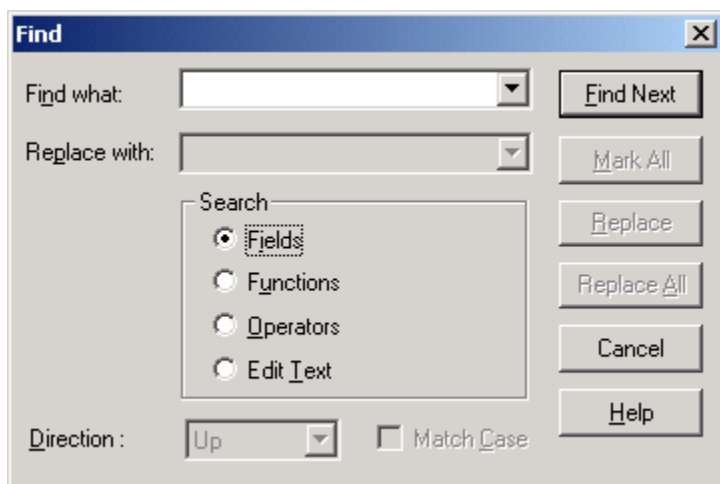 Find
Find what:
Find Next
Replace with:
Mark All
Search
Fields
Replace
Functions
Replace All
Operators
Cancel
Edit Text
Help
Direction :
Up
Match Case